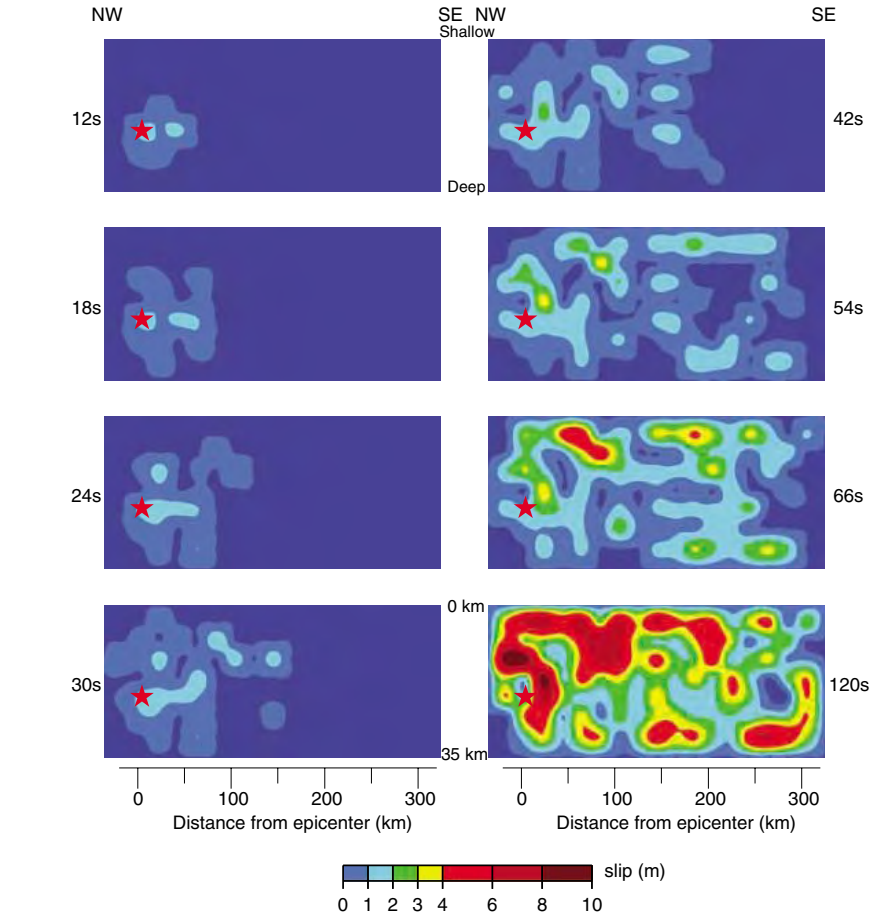 NW SE NW SE
Shallow
12s 42s
Deep
18s 54s
24s 66s
0 km
30s 120s
35 km
0 100 200 300 0 100 200 300
Distance from epicenter (km) Distance from epicenter (km)
slip (m)
0 1 2 3 4 6 8 10